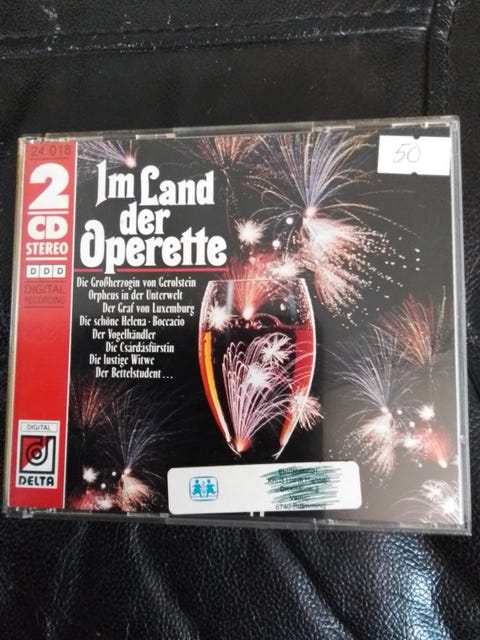 24 018
2
CD
STEREO
D D D
DIGITAL
RECORDING
Im Land
der
Operette
Die Großherzogin von Gerolstein
Orpheus in der Unterwelt
Der Graf von Luxemburg
Die schöne Helena · Boccacio
Der Vogelhändler
Die Csárdásfürstin
Die lustige Witwe
Der Bettelstudent...
50
DIGITAL
DELTA
6740